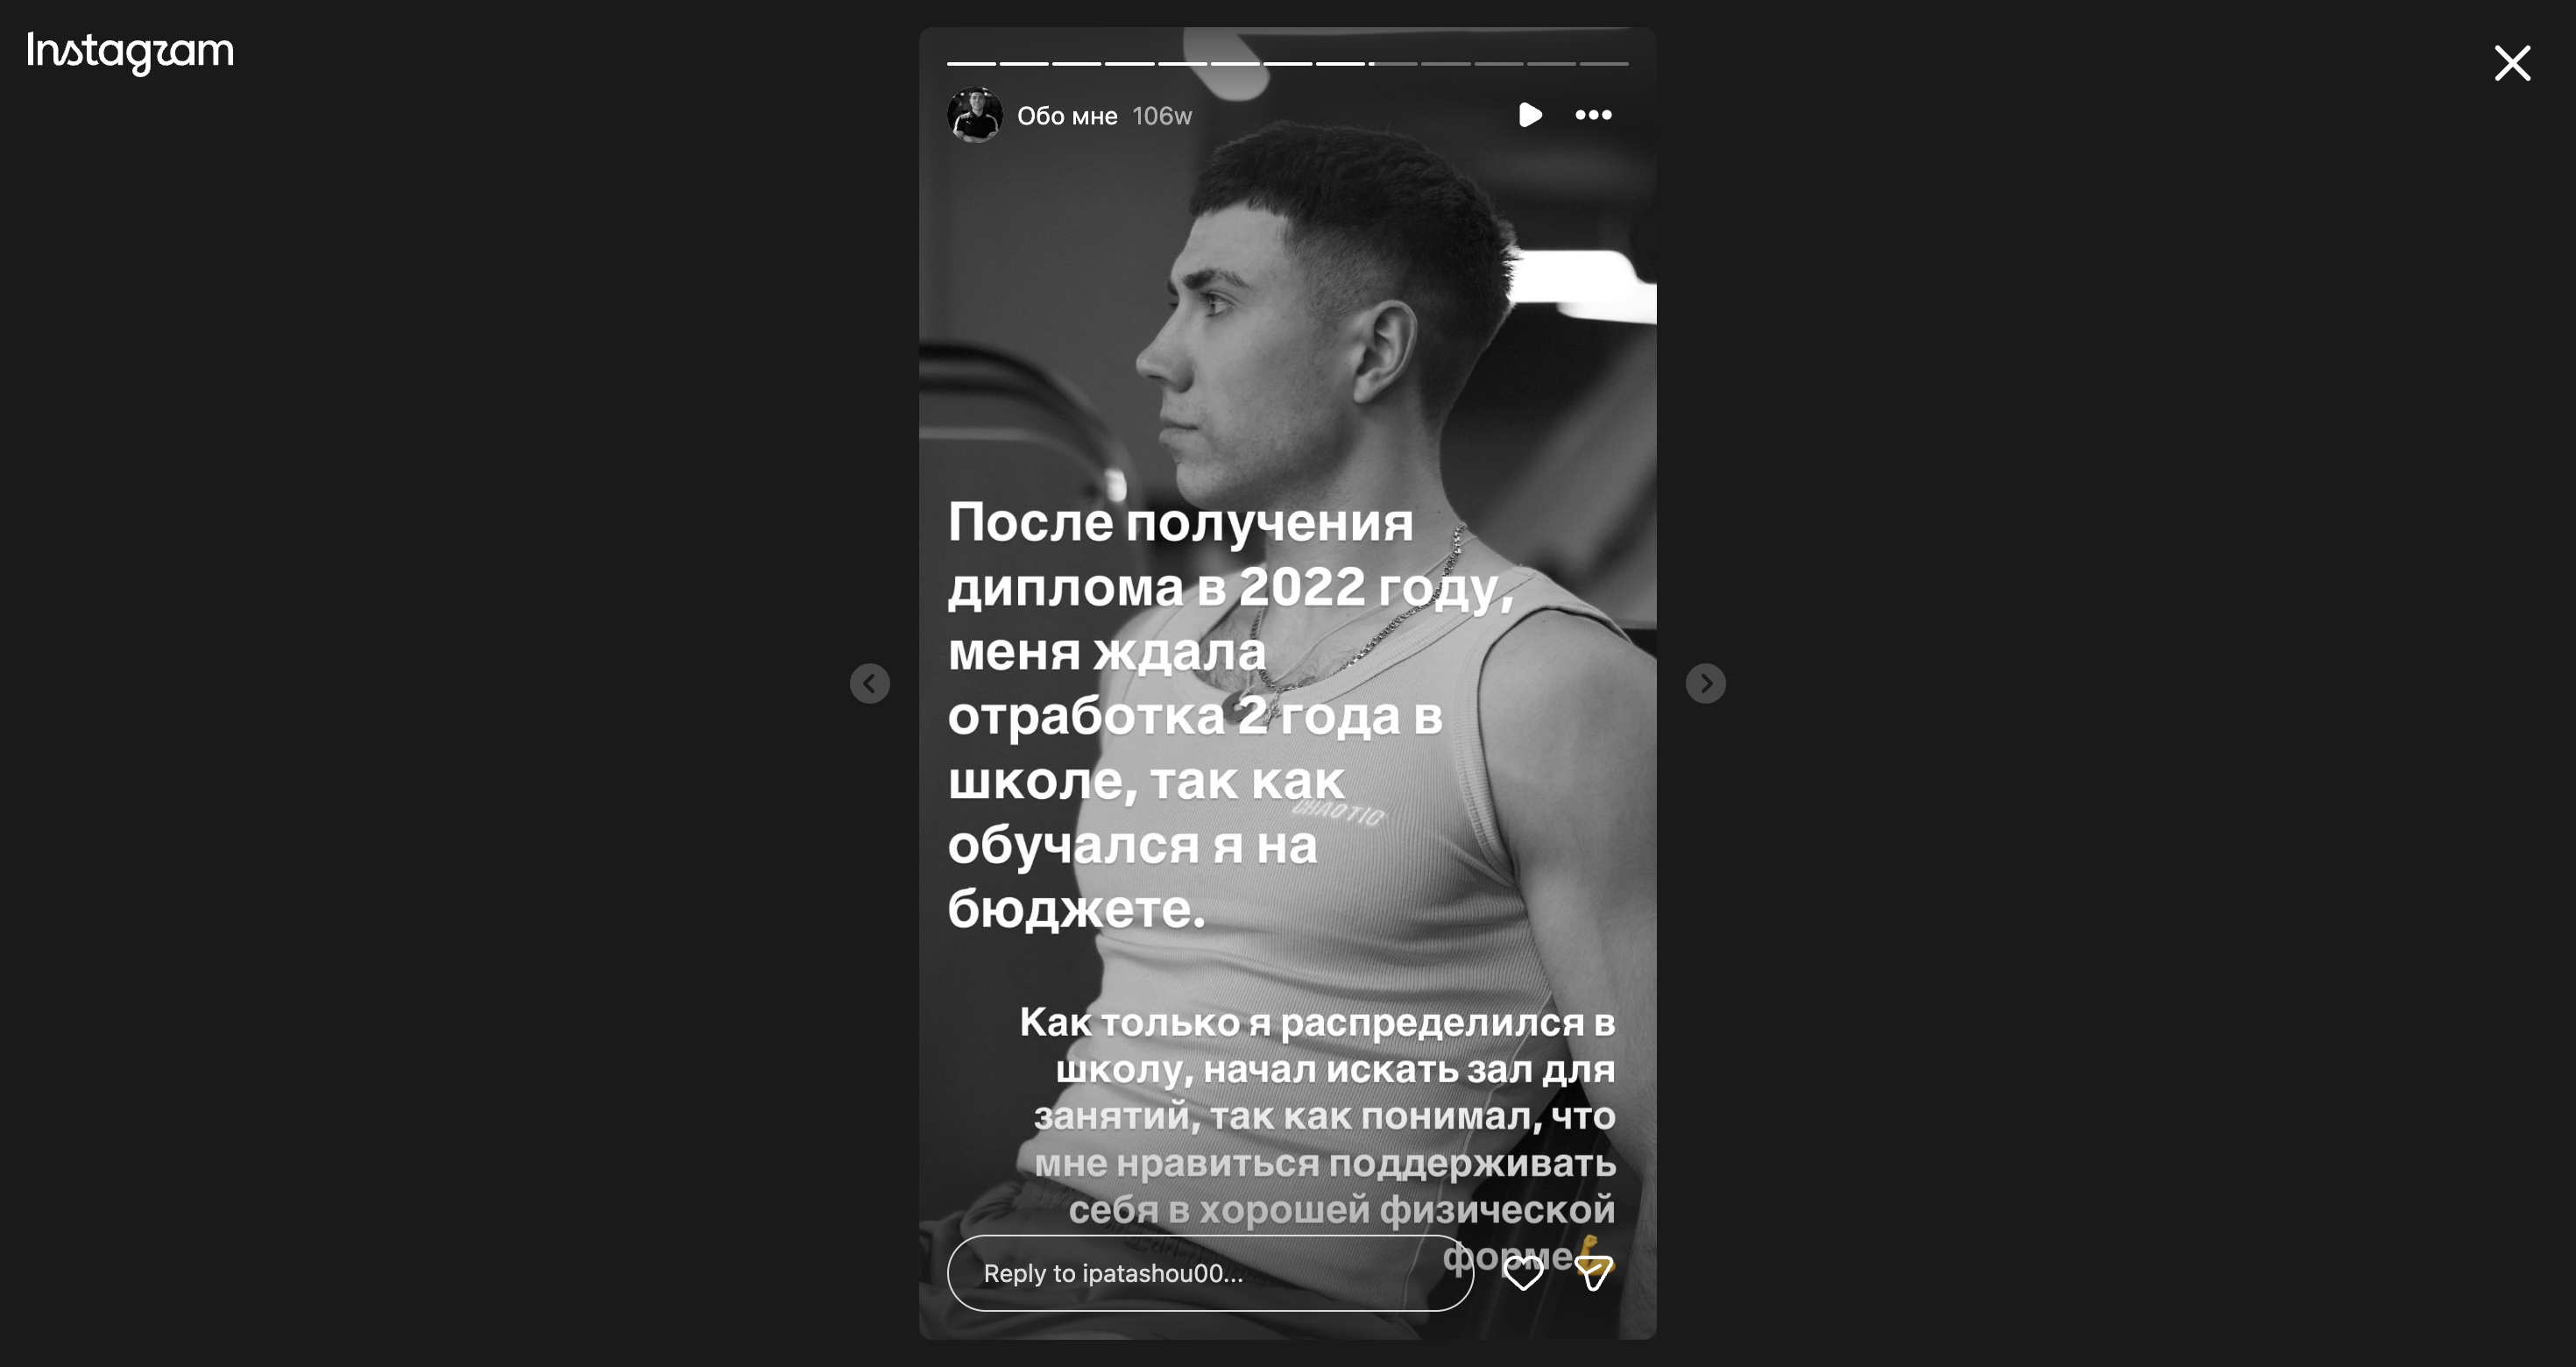 Instagram
Обо мне 106w
После получения
диплома в 2022 году,
меня ждала
отработка 2 года в
школе, так как
обучался я на
бюджете.
CHAOTIC
Как только я распределился в
школу, начал искать зал для
занятий, так как понимал, что
мне нравиться поддерживать
себя в хорошей физической
форме💪
Reply to ipatashou00...